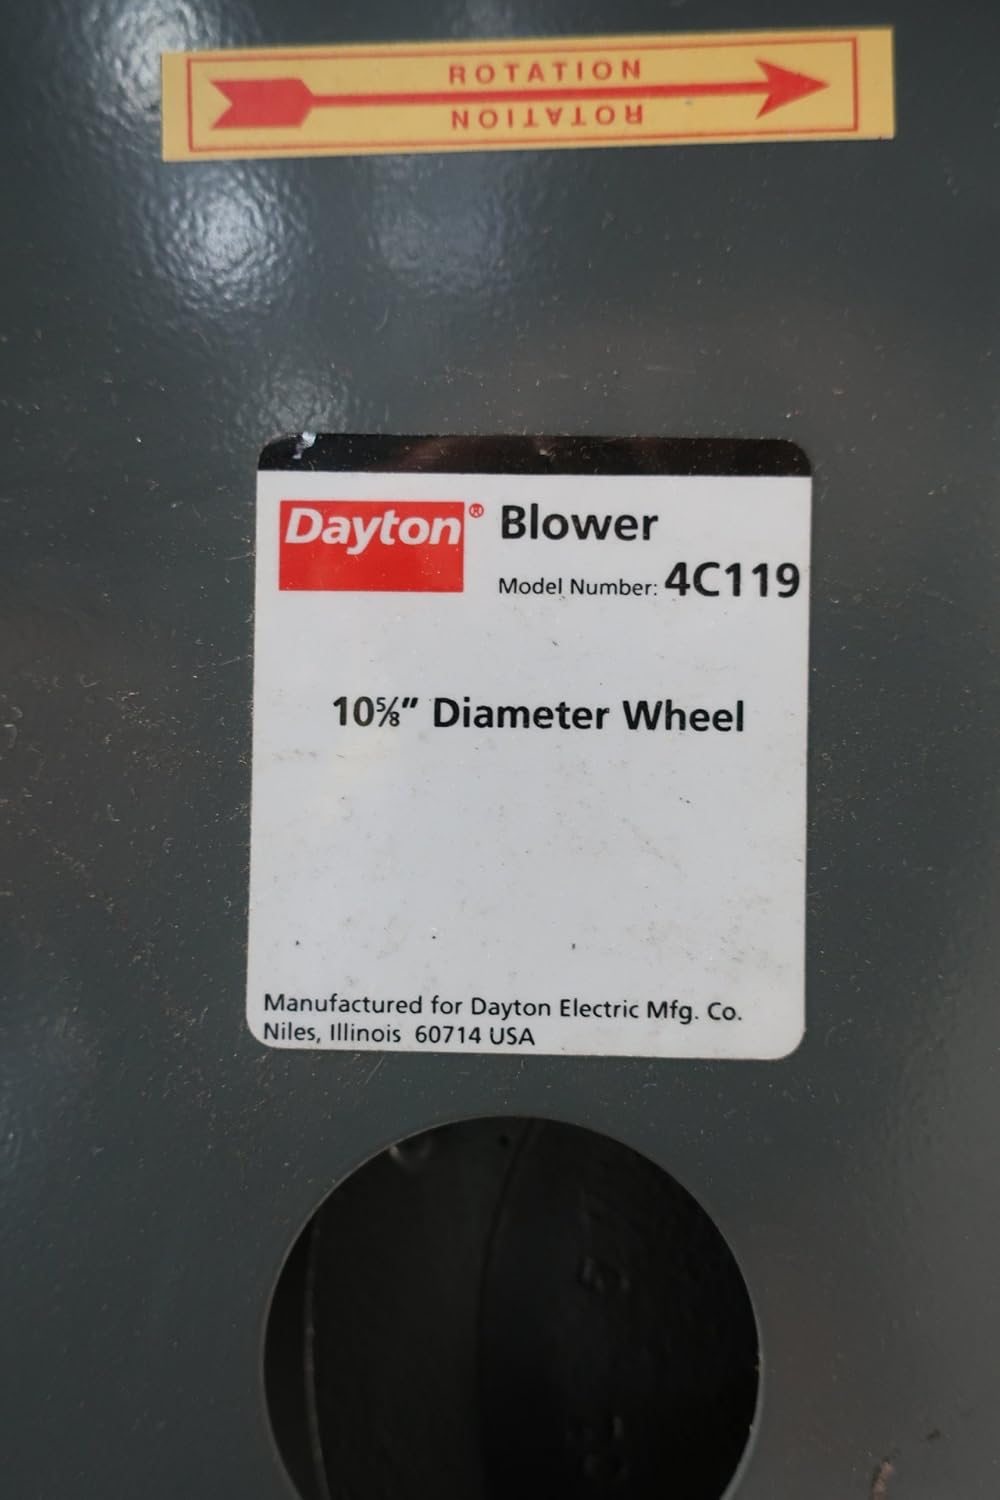 ROTATION
ROTATION
Dayton® Blower
Model Number: 4C119
10⅝" Diameter Wheel
Manufactured for Dayton Electric Mfg. Co.
Niles, Illinois 60714 USA